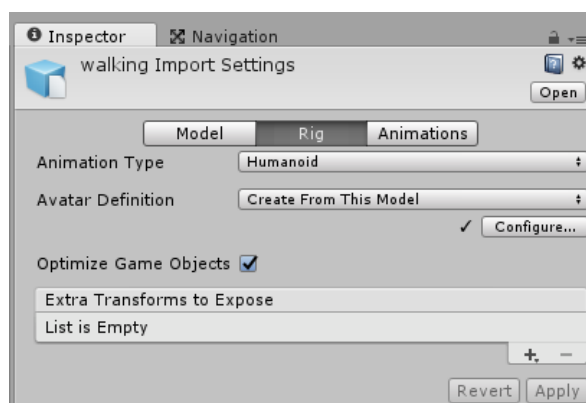 Inspector Navigation
walking Import Settings
Open
Model Rig Animations
Animation Type Humanoid
Avatar Definition Create From This Model
✓ Configure...
Optimize Game Objects
Extra Transforms to Expose
List is Empty
+ −
Revert Apply